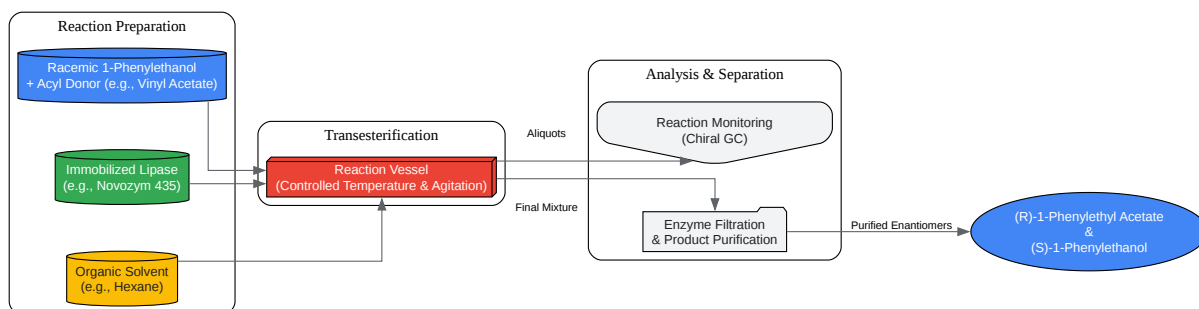 Reaction Preparation
Racemic 1-Phenylethanol
+ Acyl Donor (e.g., Vinyl Acetate)
Immobilized Lipase
(e.g., Novozym 435)
Organic Solvent
(e.g., Hexane)
Transesterification
Reaction Vessel
(Controlled Temperature & Agitation)
Aliquots
Final Mixture
Analysis & Separation
Reaction Monitoring
(Chiral GC)
Enzyme Filtration
& Product Purification
Purified Enantiomers
(R)-1-Phenylethyl Acetate
&
(S)-1-Phenylethanol